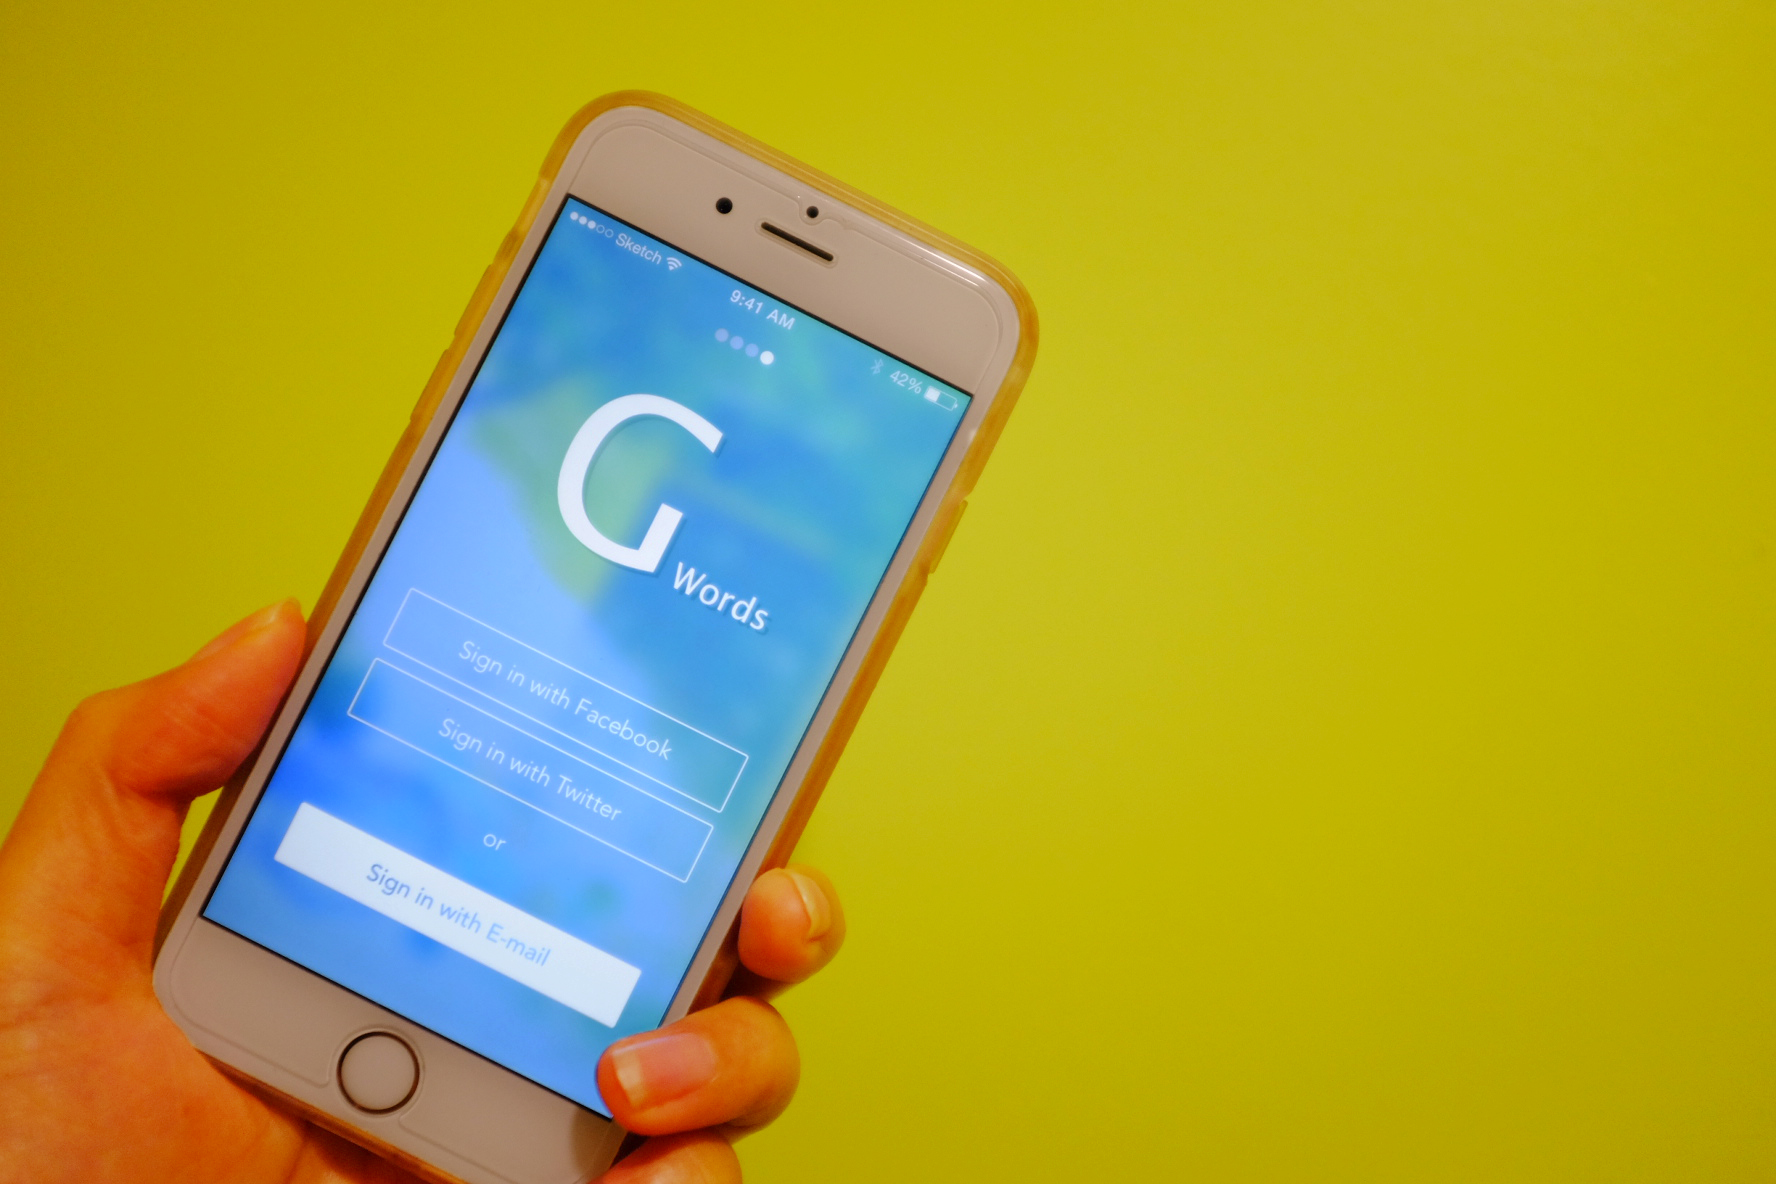 Sketch
9:41 AM
42%
G
Words
Sign in with Facebook
Sign in with Twitter
or
Sign in with E-mail